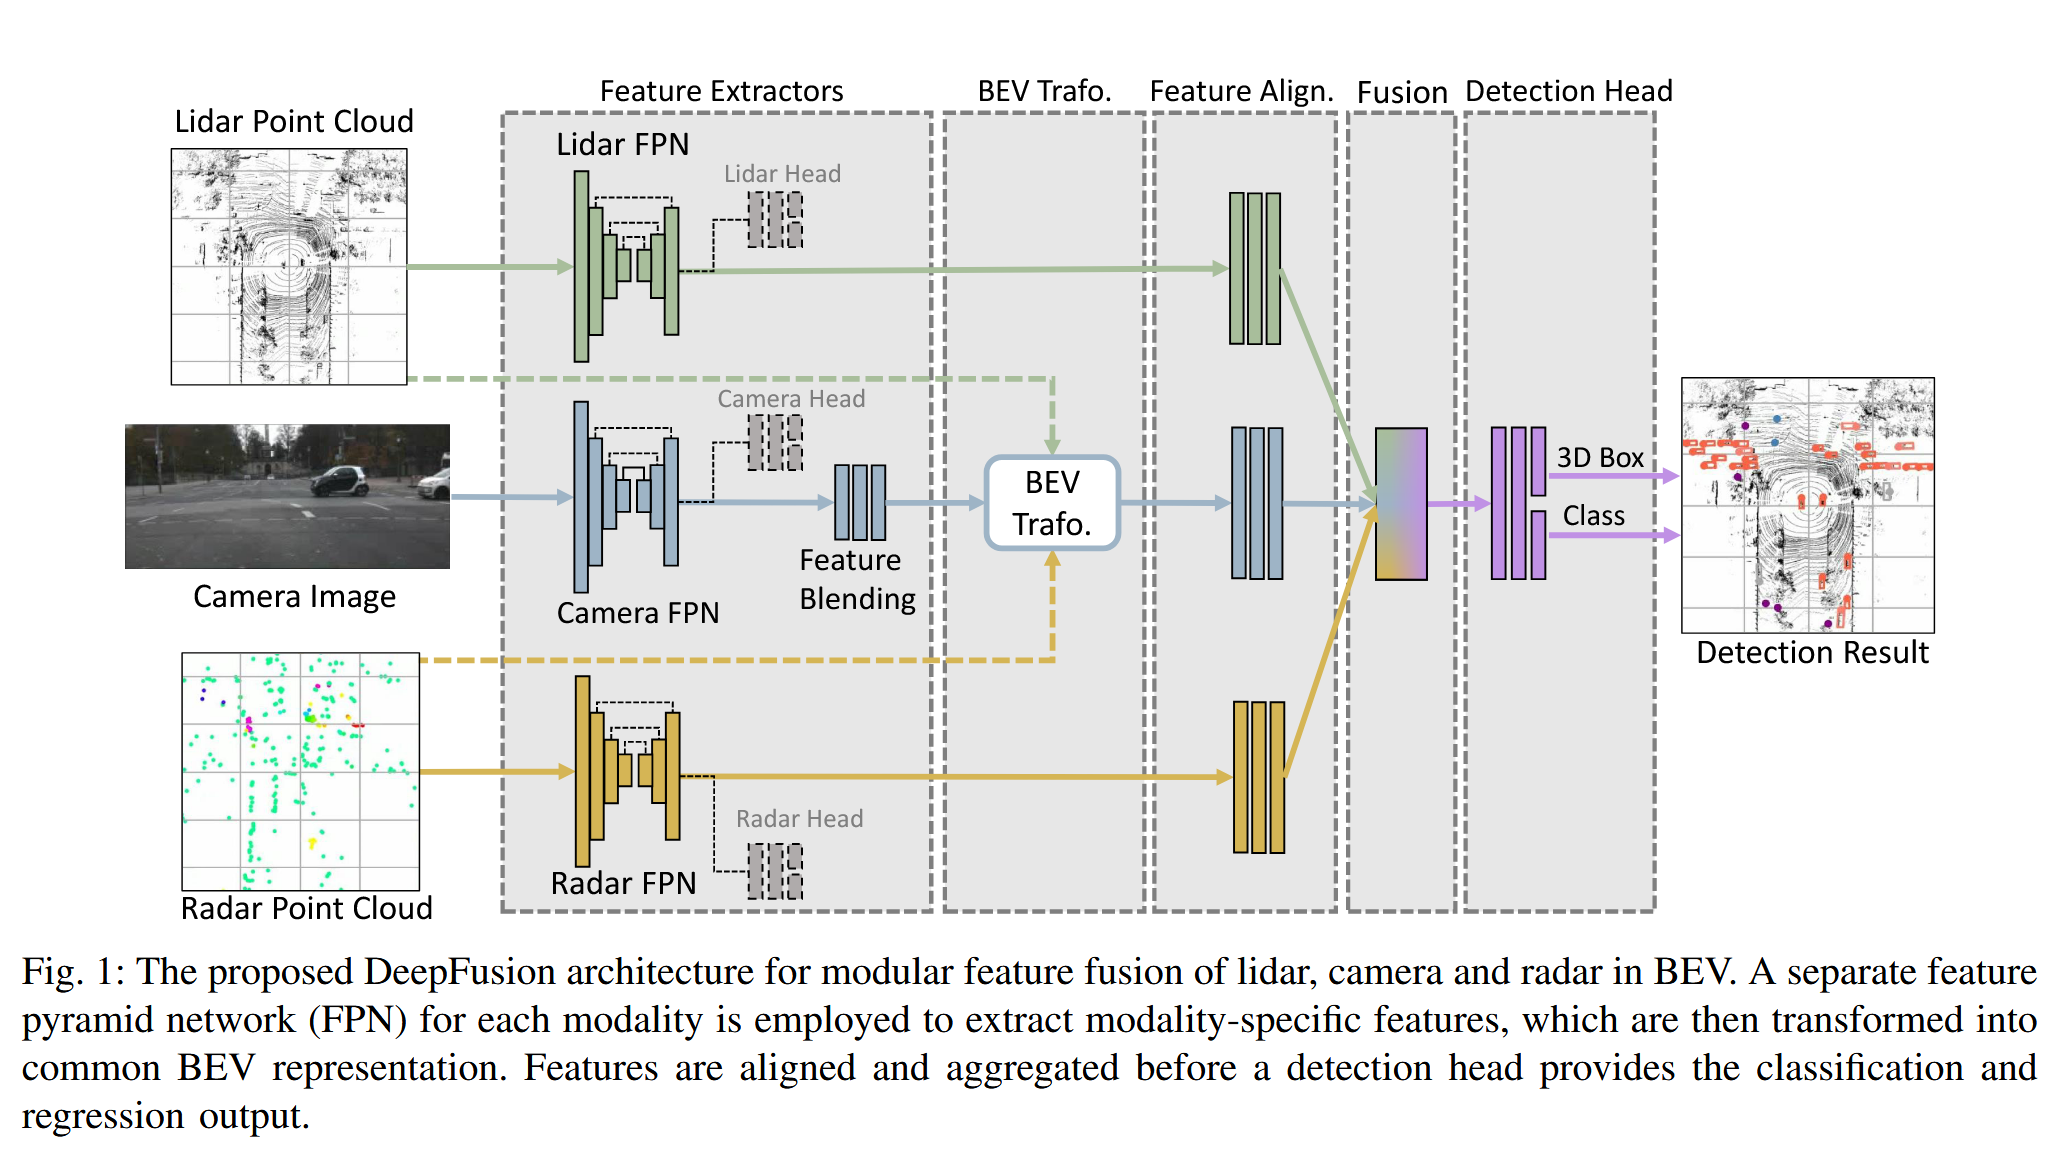 Feature Extractors
BEV Trafo.
Feature Align.
Fusion
Detection Head
Lidar Point Cloud
Lidar FPN
Lidar Head
Camera Head
BEV
Trafo.
3D Box
Class
Feature
Blending
Camera Image
Camera FPN
Detection Result
Radar Head
Radar FPN
Radar Point Cloud
Fig. 1: The proposed DeepFusion architecture for modular feature fusion of lidar, camera and radar in BEV. A separate feature
pyramid network (FPN) for each modality is employed to extract modality-specific features, which are then transformed into
common BEV representation. Features are aligned and aggregated before a detection head provides the classification and
regression output.